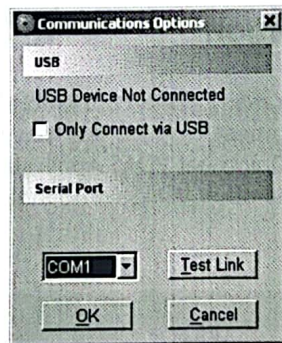 Communications Options
USB
USB Device Not Connected
Only Connect via USB
Serial Port
COM1
Test Link
OK
Cancel